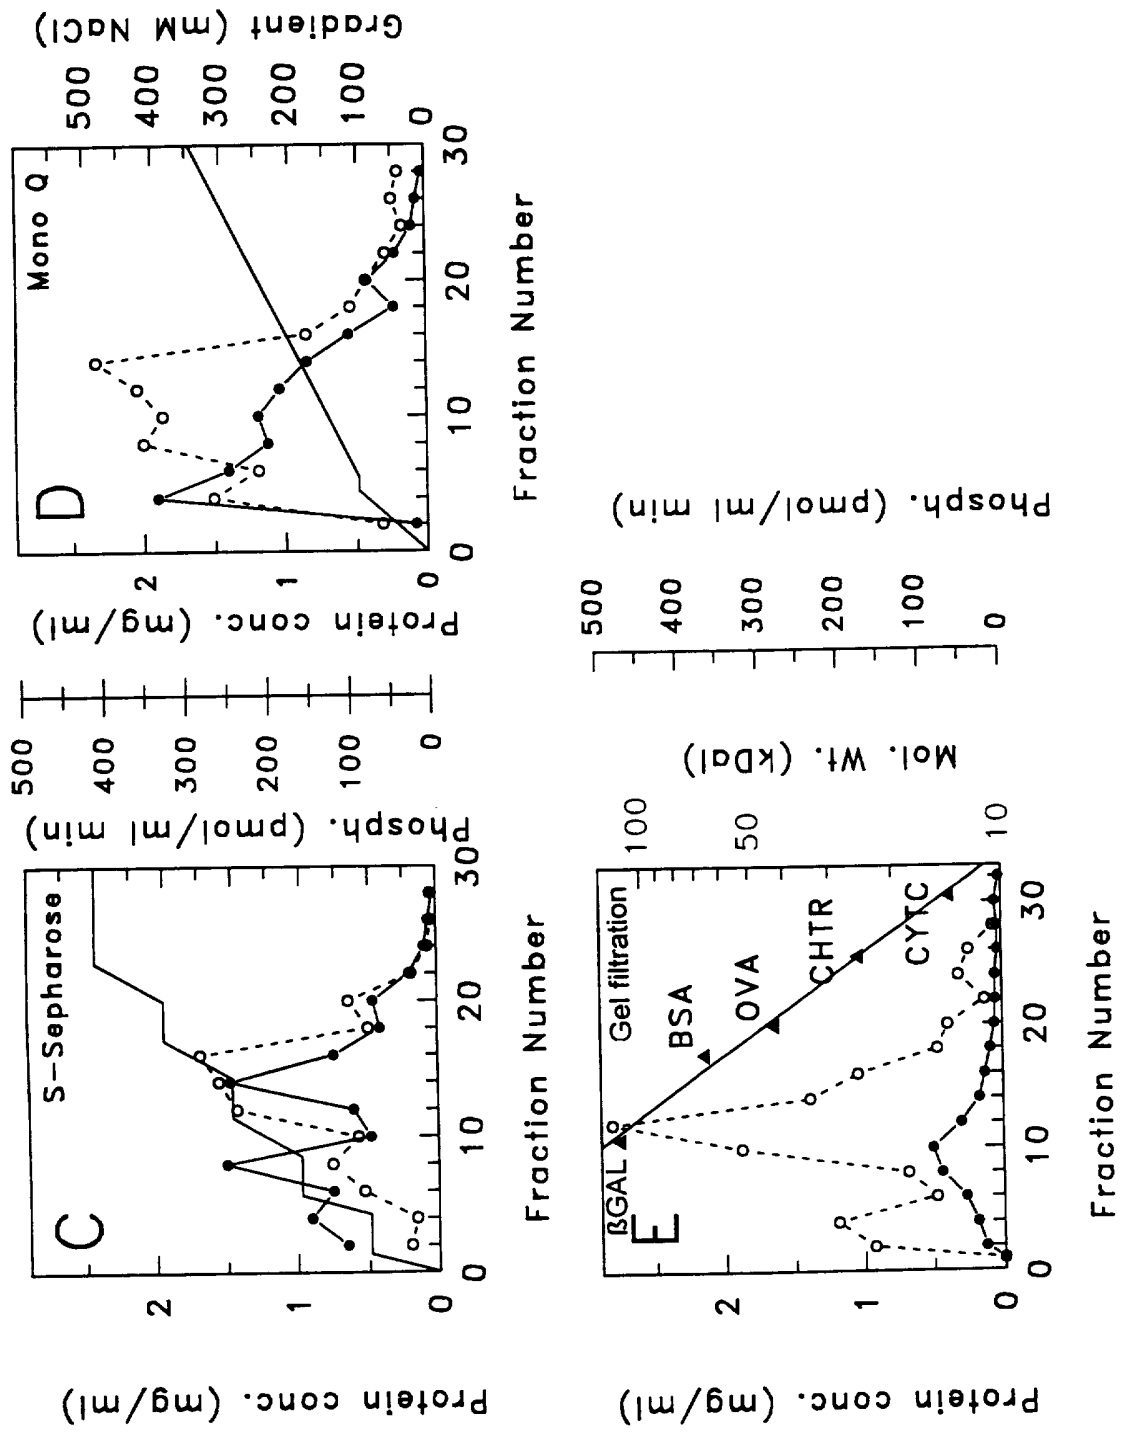 C
S-Sepharose
Protein conc. (mg/ml)
2
1
0
0
10
20
30
Fraction Number
Phosph. (pmol/ml min)
500
400
300
200
100
0
D
Mono Q
Protein conc. (mg/ml)
2
1
0
0
10
20
30
Fraction Number
Gradient (mM NaCl)
500
400
300
200
100
0
E
Gel filtration
ßGAL
BSA
OVA
CHTR
CYTC
Protein conc. (mg/ml)
2
1
0
0
10
20
30
Fraction Number
Mol. Wt. (kDal)
100
50
10
Phosph. (pmol/ml min)
500
400
300
200
100
0